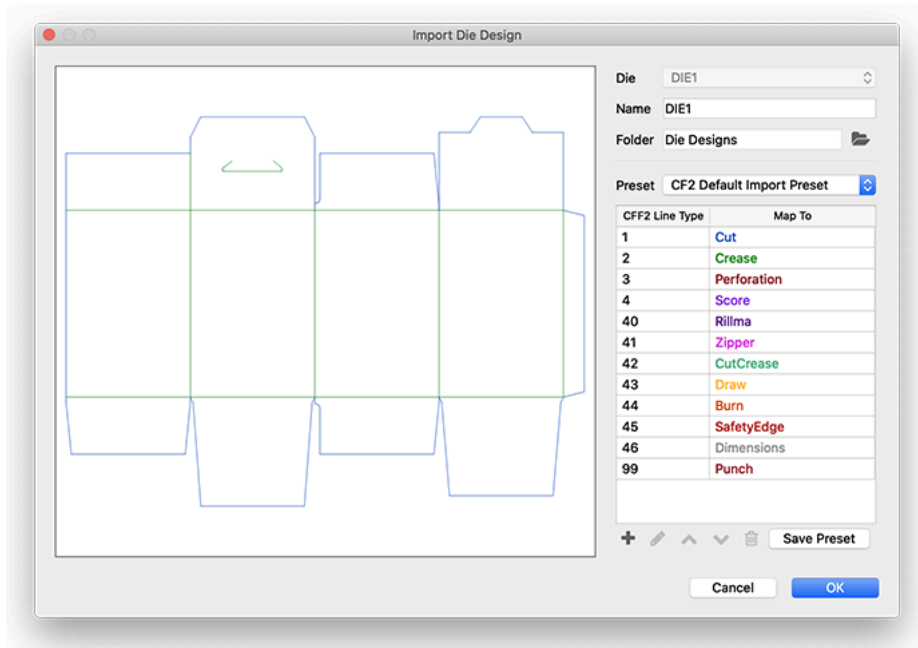 Import Die Design
Die DIE1
Name DIE1
Folder Die Designs
Preset CF2 Default Import Preset
CFF2 Line Type Map To
1 Cut
2 Crease
3 Perforation
4 Score
40 Rillma
41 Zipper
42 CutCrease
43 Draw
44 Burn
45 SafetyEdge
46 Dimensions
99 Punch
Save Preset
Cancel OK